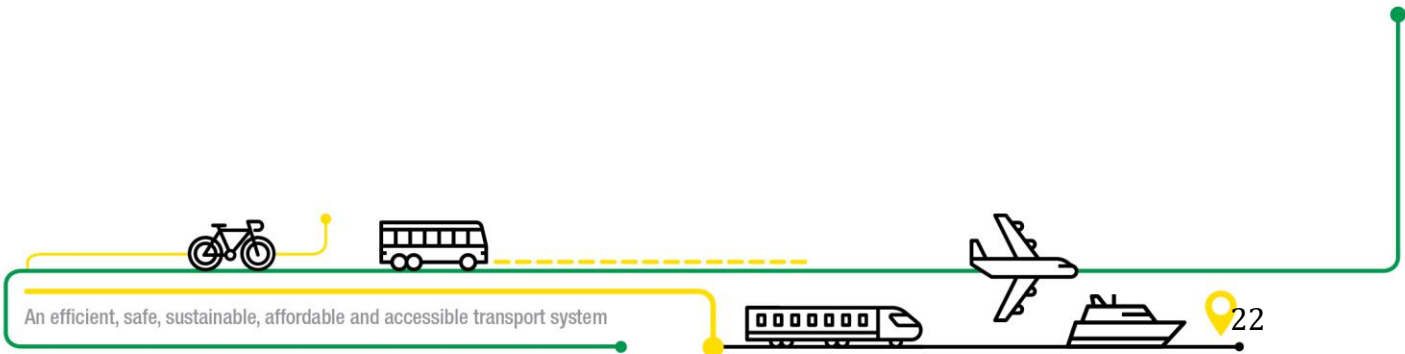 An efficient, safe, sustainable, affordable and accessible transport system
22